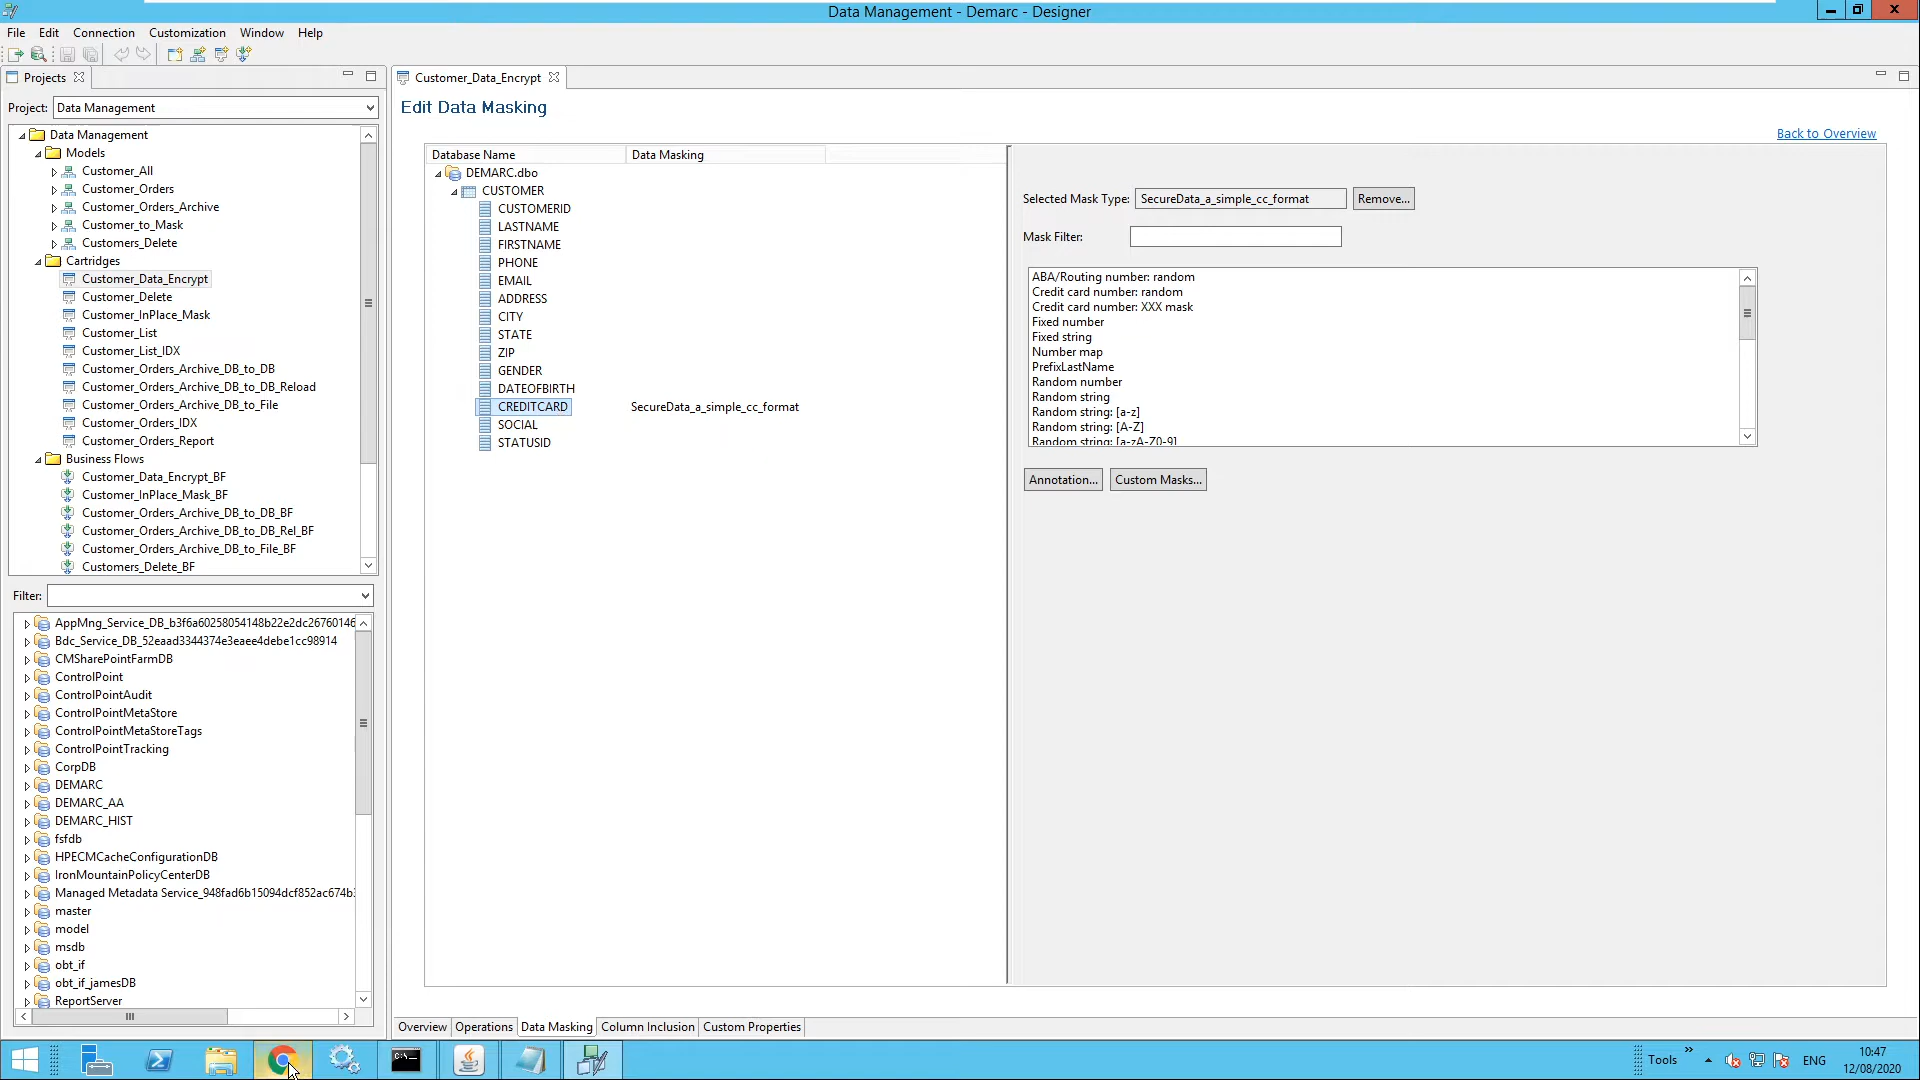 Data Management - Demarc - Designer
File Edit Connection Customization Window Help
Projects
Project: Data Management
Data Management
Models
Customer_All
Customer_Orders
Customer_Orders_Archive
Customer_to_Mask
Customers_Delete
Cartridges
Customer_Data_Encrypt
Customer_Delete
Customer_InPlace_Mask
Customer_List
Customer_List_IDX
Customer_Orders_Archive_DB_to_DB
Customer_Orders_Archive_DB_to_DB_Reload
Customer_Orders_Archive_DB_to_File
Customer_Orders_IDX
Customer_Orders_Report
Business Flows
Customer_Data_Encrypt_BF
Customer_InPlace_Mask_BF
Customer_Orders_Archive_DB_to_DB_BF
Customer_Orders_Archive_DB_to_DB_Rel_BF
Customer_Orders_Archive_DB_to_File_BF
Customers_Delete_BF
Filter:
AppMng_Service_DB_b3f6a60258054148b22e2dc26760146
Bdc_Service_DB_52eaad3344374e3eaee4debe1cc98914
CMSharePointFarmDB
ControlPoint
ControlPointAudit
ControlPointMetaStore
ControlPointMetaStoreTags
ControlPointTracking
CorpDB
DEMARC
DEMARC_AA
DEMARC_HIST
fsfdb
HPECMCacheConfigurationDB
IronMountainPolicyCenterDB
Managed Metadata Service_948fad6b15094dcf852ac674b
master
model
msdb
obt_if
obt_if_jamesDB
ReportServer
Customer_Data_Encrypt
Edit Data Masking
Back to Overview
Database Name Data Masking
DEMARC.dbo
CUSTOMER
CUSTOMERID
LASTNAME
FIRSTNAME
PHONE
EMAIL
ADDRESS
CITY
STATE
ZIP
GENDER
DATEOFBIRTH
CREDITCARD SecureData_a_simple_cc_format
SOCIAL
STATUSID
Selected Mask Type: SecureData_a_simple_cc_format Remove...
Mask Filter:
ABA/Routing number: random
Credit card number: random
Credit card number: XXX mask
Fixed number
Fixed string
Number map
PrefixLastName
Random number
Random string
Random string: [a-z]
Random string: [A-Z]
Random string: [a-zA-Z0-9]
Annotation... Custom Masks...
Overview Operations Data Masking Column Inclusion Custom Properties
Tools ENG 10:47
12/08/2020